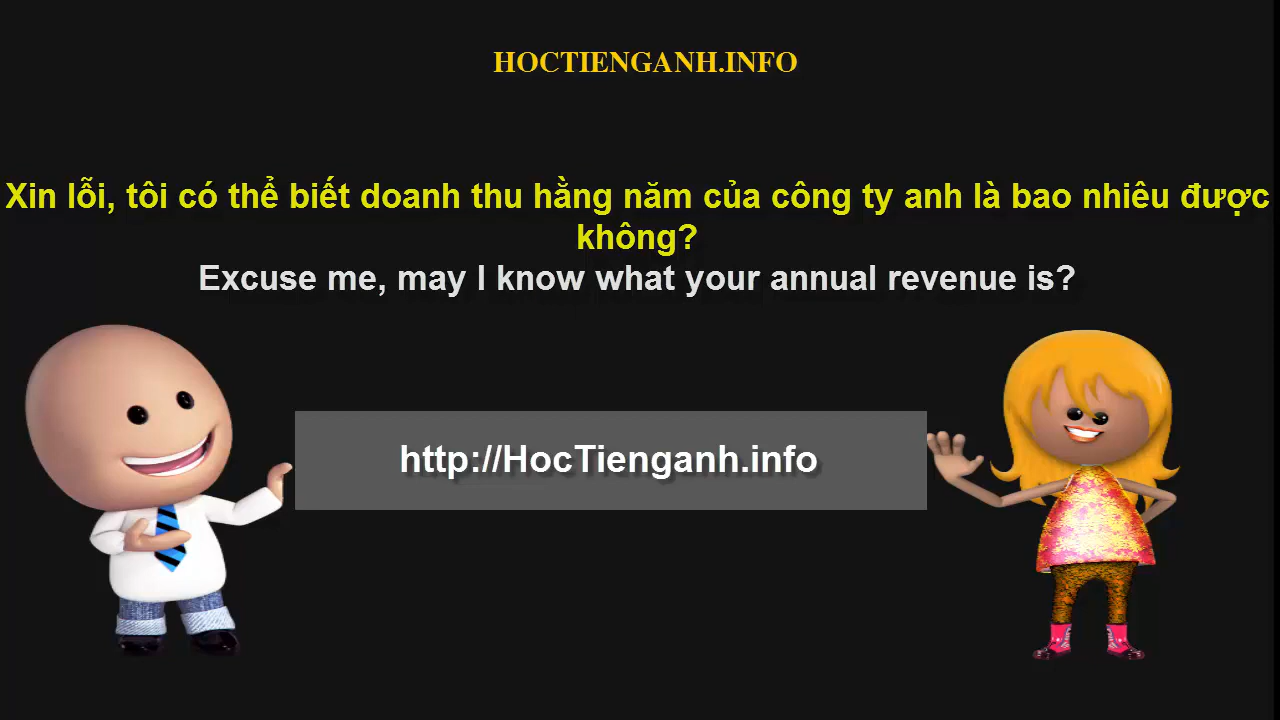 HOCTIENGANH.INFO
Xin lỗi, tôi có thể biết doanh thu hằng năm của công ty anh là bao nhiêu được
không?
Excuse me, may I know what your annual revenue is?
http://HocTienganh.info